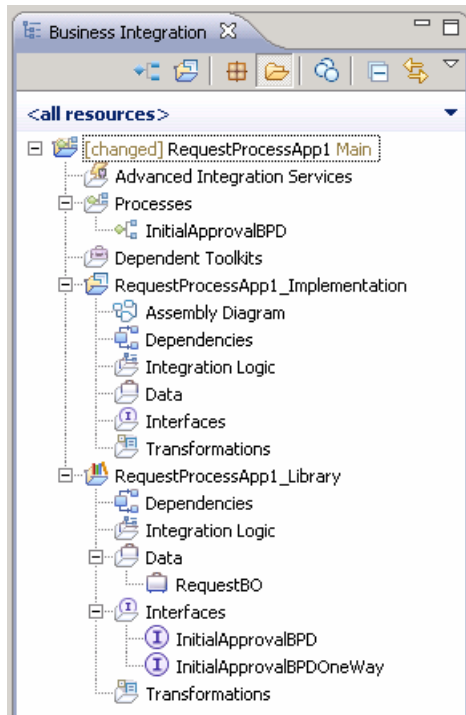 Business Integration
<all resources>
[changed] RequestProcessApp1 Main
Advanced Integration Services
Processes
InitialApprovalBPD
Dependent Toolkits
RequestProcessApp1_Implementation
Assembly Diagram
Dependencies
Integration Logic
Data
Interfaces
Transformations
RequestProcessApp1_Library
Dependencies
Integration Logic
Data
RequestBO
Interfaces
InitialApprovalBPD
InitialApprovalBPDOneWay
Transformations